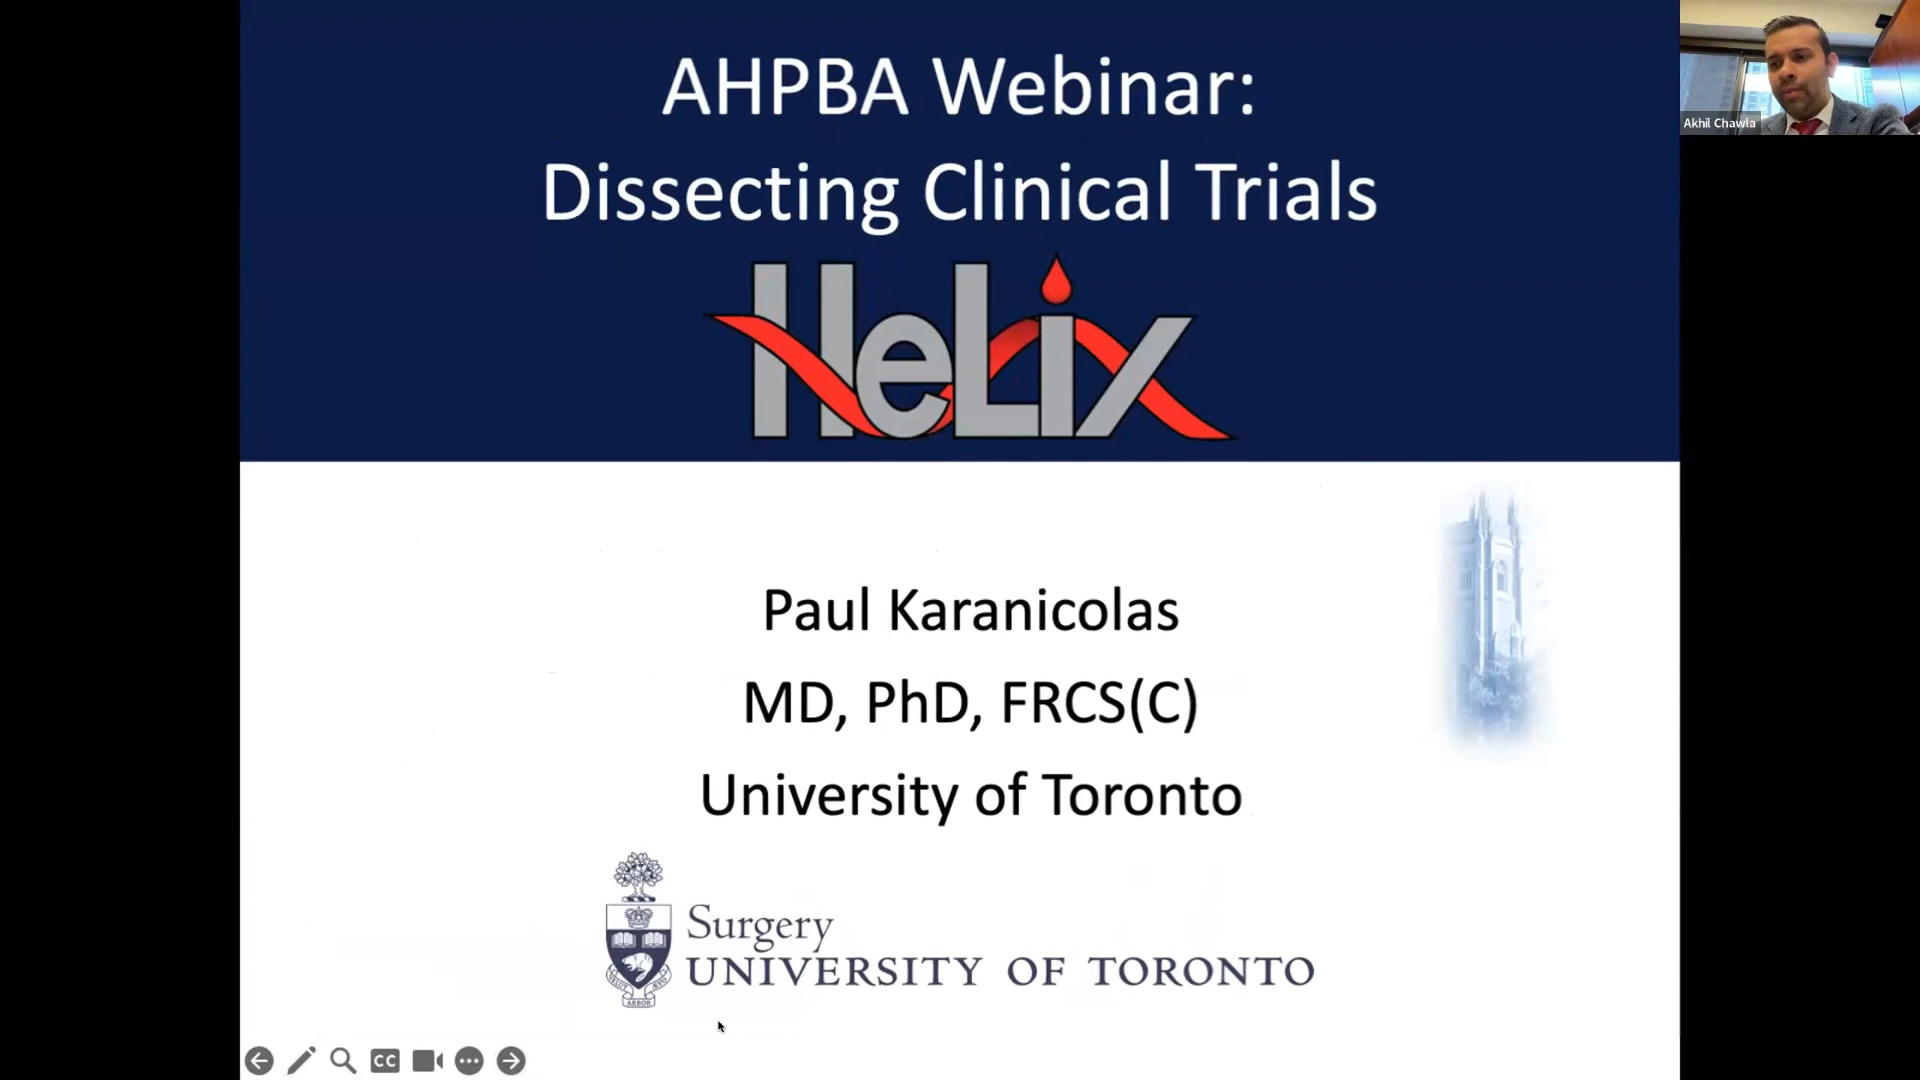 AHPBA Webinar:
Dissecting Clinical Trials
HeLix
Paul Karanicolas
MD, PhD, FRCS(C)
University of Toronto
Surgery
UNIVERSITY OF TORONTO
ARBOR
Akhil Chawla
CC